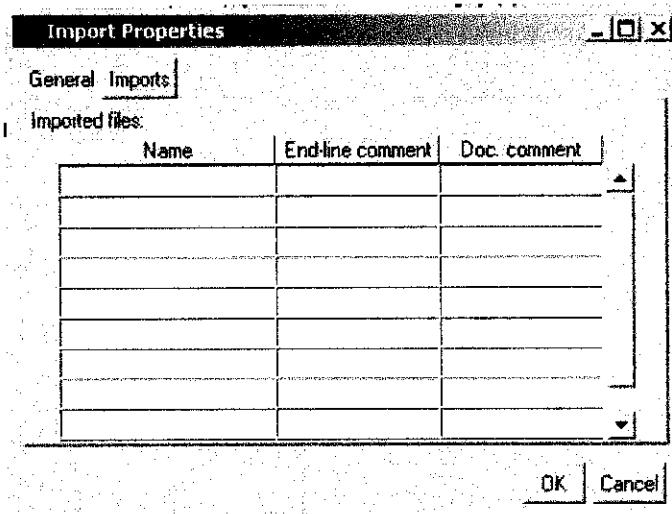 Import Properties
General Imports
Imported files:
Name End-line comment Doc. comment
OK Cancel